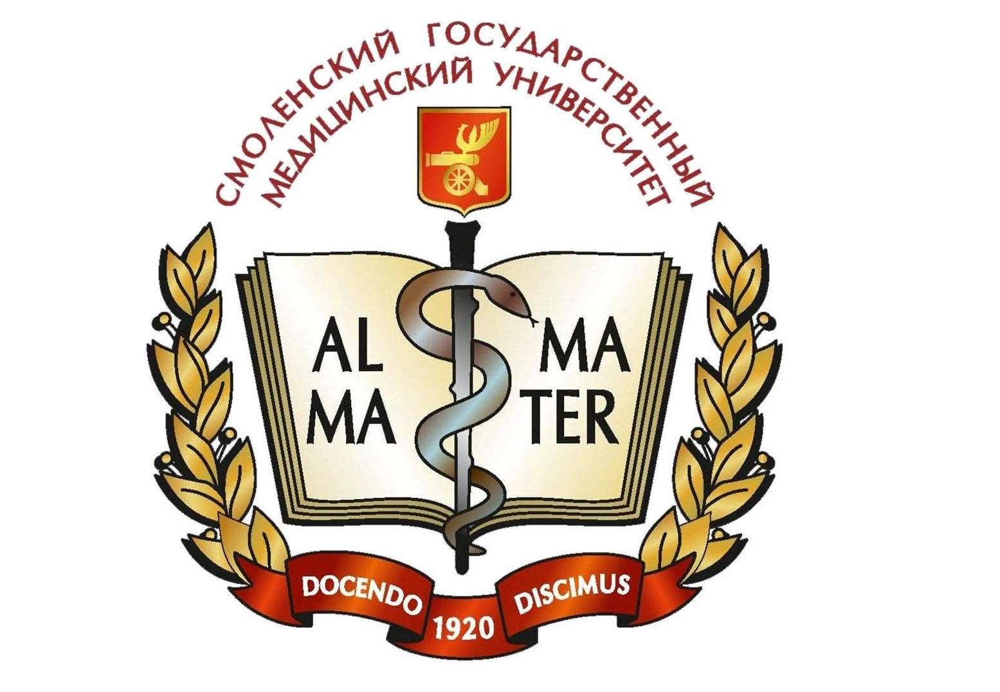 СМОЛЕНСКИЙ ГОСУДАРСТВЕННЫЙ
МЕДИЦИНСКИЙ УНИВЕРСИТЕТ
AL MA
MA TER
DOCENDO DISCIMUS
1920